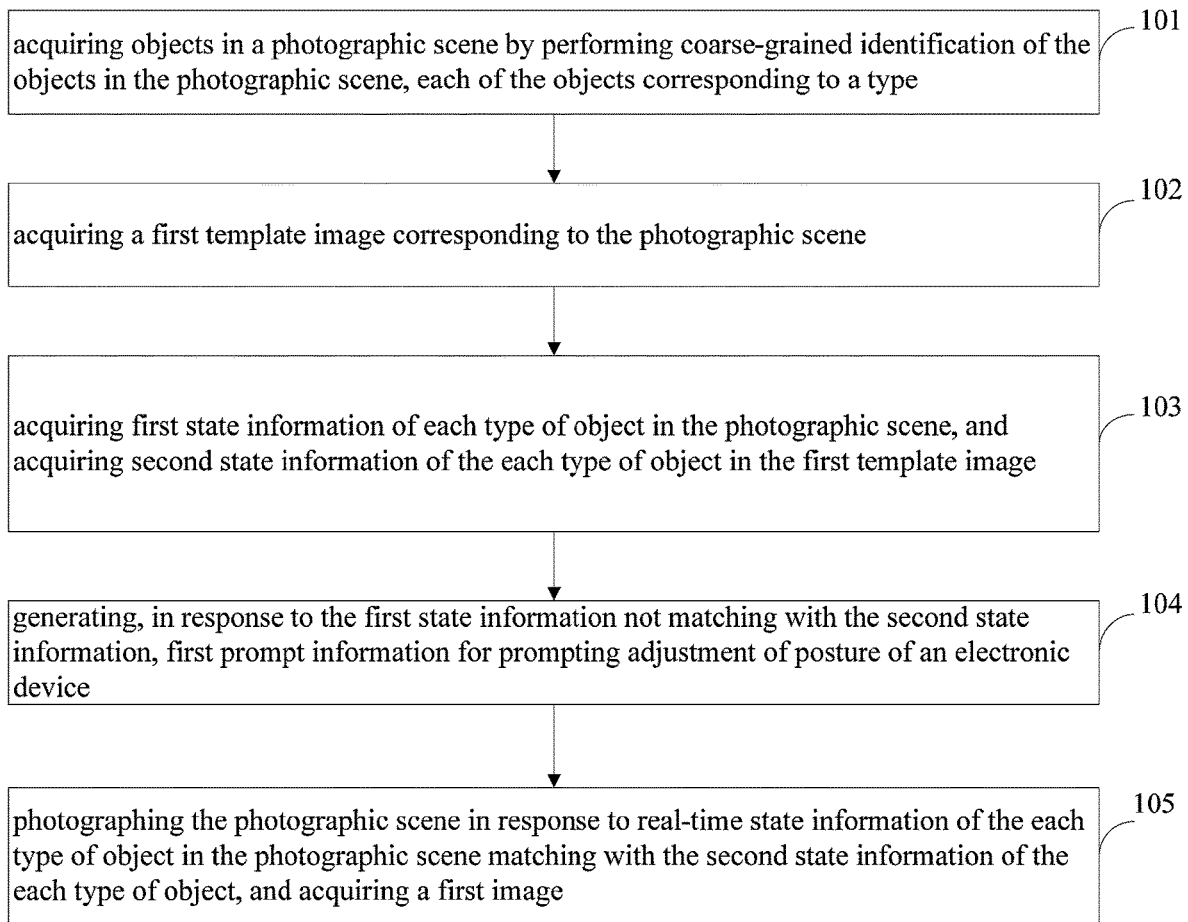 101
acquiring objects in a photographic scene by performing coarse-grained identification of the
objects in the photographic scene, each of the objects corresponding to a type
102
acquiring a first template image corresponding to the photographic scene
103
acquiring first state information of each type of object in the photographic scene, and
acquiring second state information of the each type of object in the first template image
104
generating, in response to the first state information not matching with the second state
information, first prompt information for prompting adjustment of posture of an electronic
device
105
photographing the photographic scene in response to real-time state information of the each
type of object in the photographic scene matching with the second state information of the
each type of object, and acquiring a first image